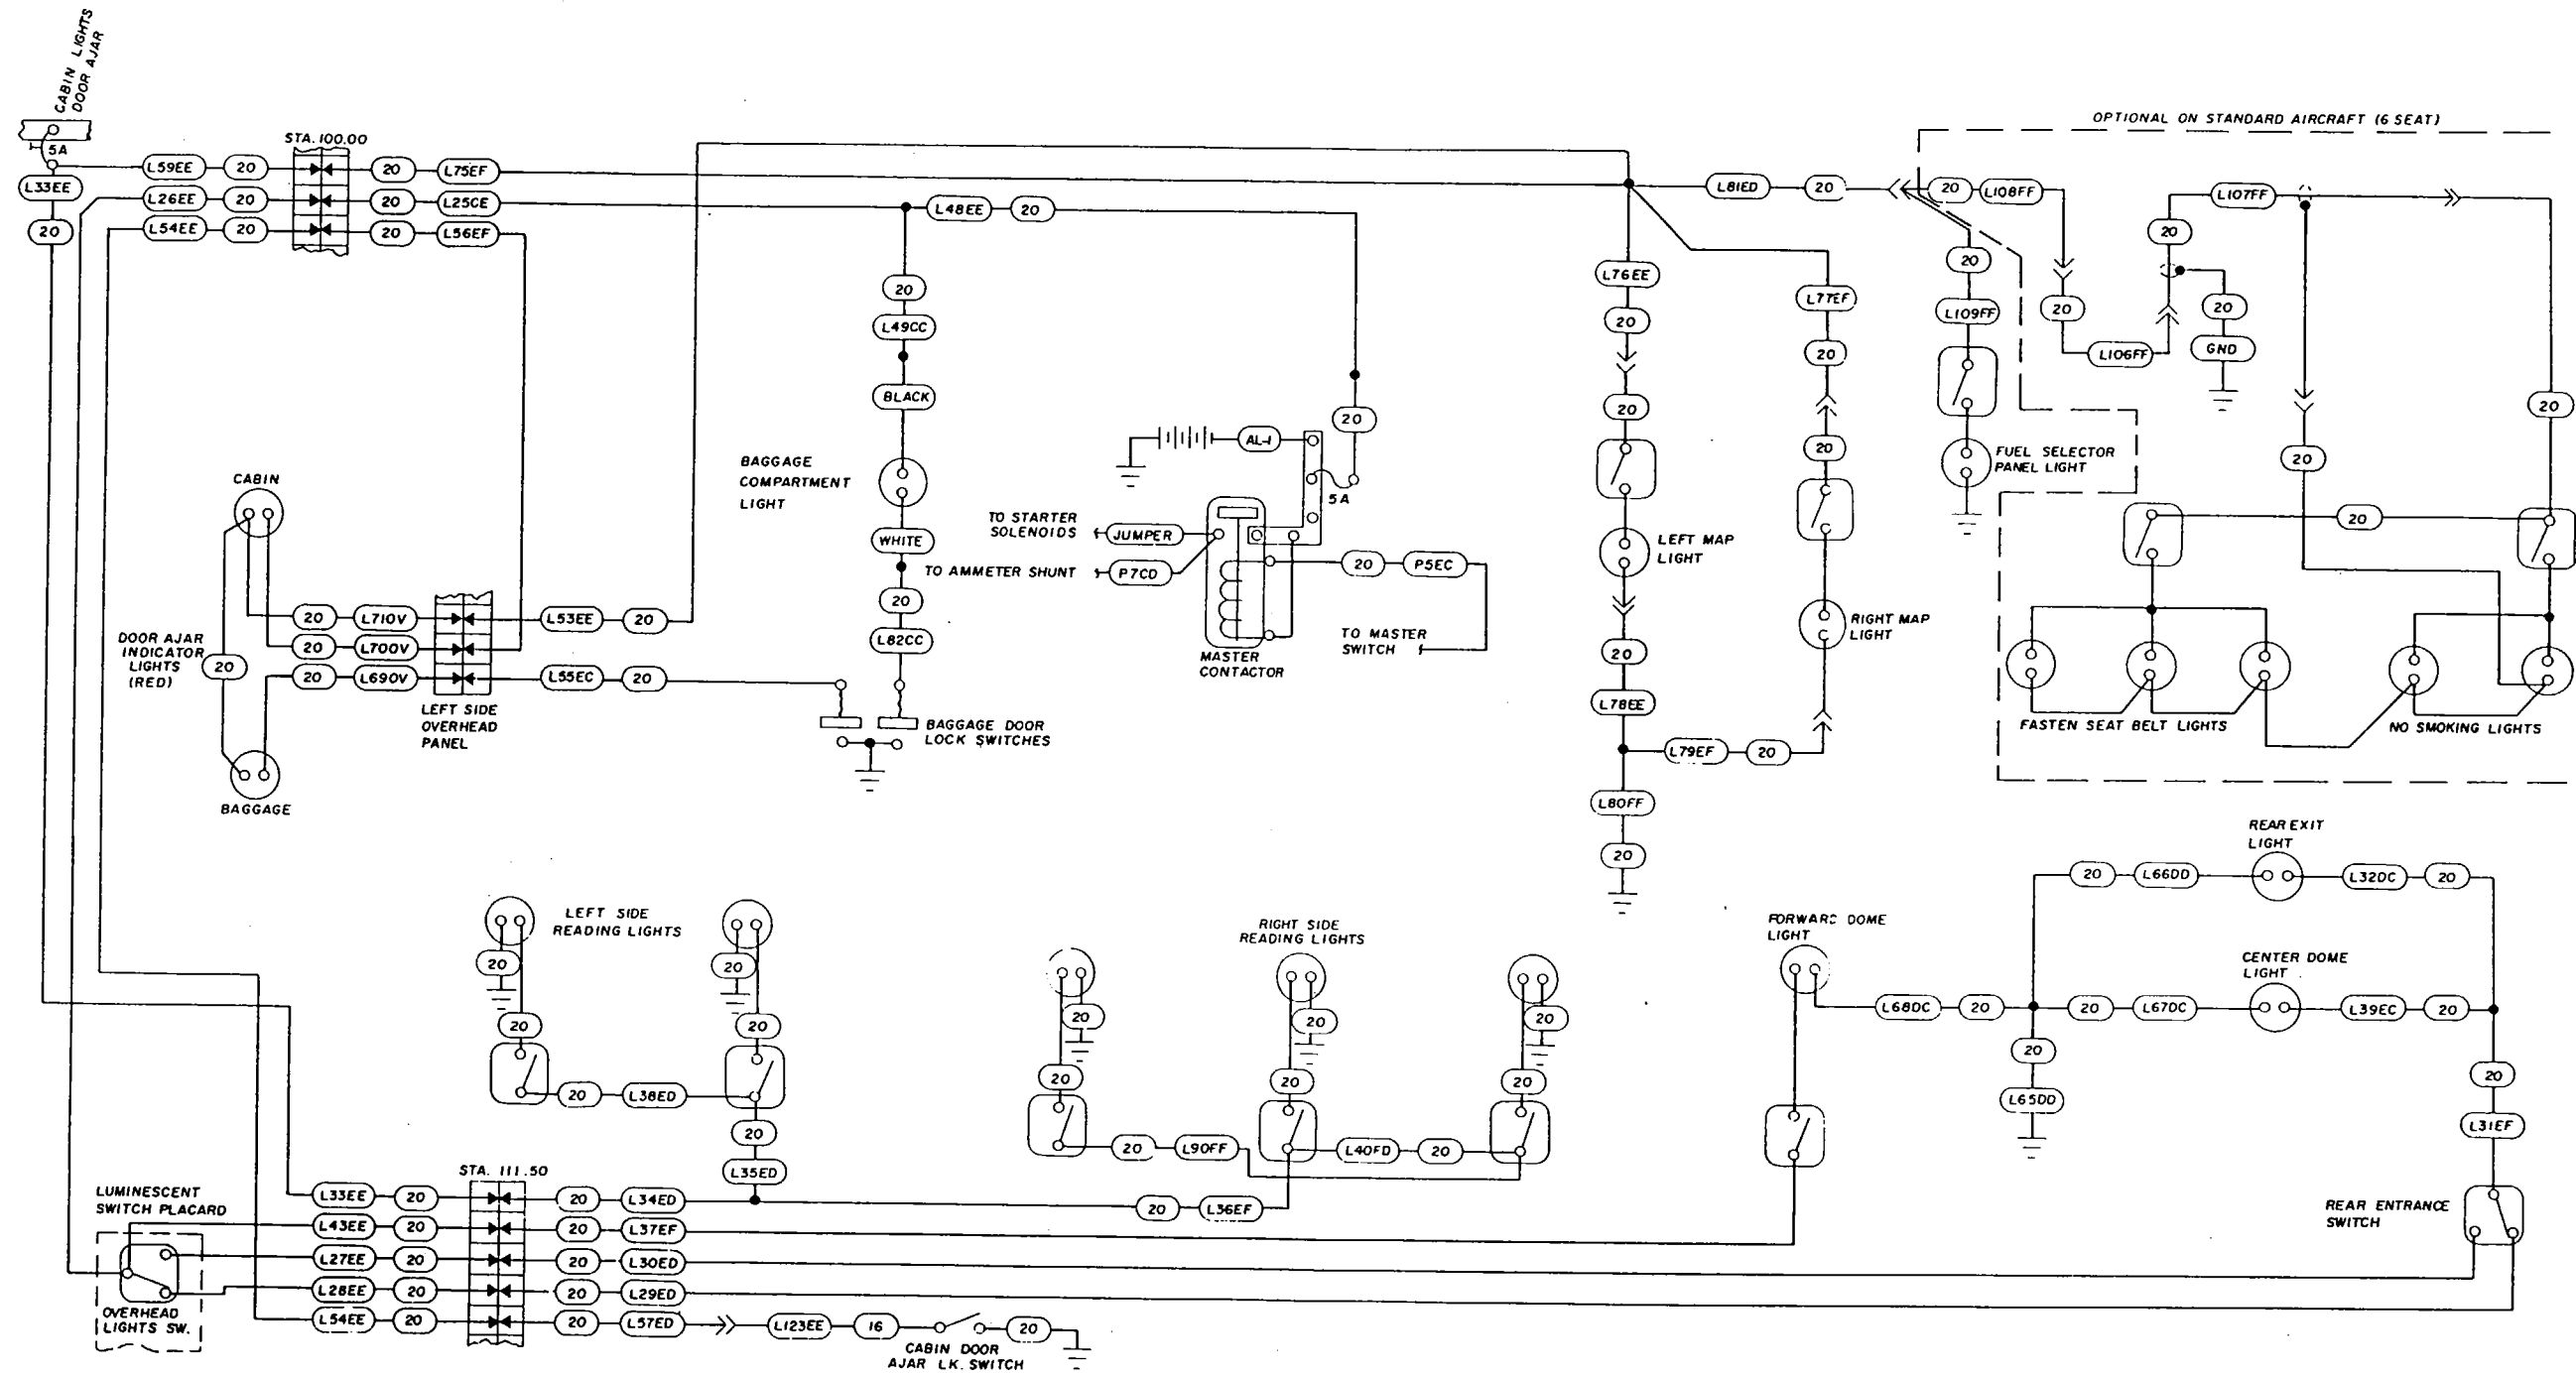 CABIN LIGHTS
DOOR AJAR
5A
L33EE
20
STA. 100.00
L59EE 20 20 L75EF
L26EE 20 20 L25CE
L54EE 20 20 L56EF
L48EE 20
20
L49CC
BLACK
BAGGAGE
COMPARTMENT
LIGHT
WHITE
20
L82CC
BAGGAGE DOOR
LOCK SWITCHES
CABIN
DOOR AJAR
INDICATOR
LIGHTS
(RED)
20
BAGGAGE
20 L710V L53EE 20
20 L700V
20 L690V L55EC 20
LEFT SIDE
OVERHEAD
PANEL
AL-1
20
5A
TO STARTER
SOLENOIDS
JUMPER
TO AMMETER SHUNT
P7CD
20 P5EC
TO MASTER
SWITCH
MASTER
CONTACTOR
L81ED 20
L76EE
20
20
LEFT MAP
LIGHT
20
L78EE
L79EF 20
L80FF
20
L77EF
20
20
RIGHT MAP
LIGHT
OPTIONAL ON STANDARD AIRCRAFT (6 SEAT)
20 L108FF
20
L109FF
FUEL SELECTOR
PANEL LIGHT
20
L106FF
20
L107FF
20
GND
20
20
20
FASTEN SEAT BELT LIGHTS
NO SMOKING LIGHTS
LEFT SIDE
READING LIGHTS
20
20
20
20
20 L38ED
20
L35ED
RIGHT SIDE
READING LIGHTS
20
20
20
20
20
20
20 L90FF
L40FD 20
20 L36EF
FORWARD DOME
LIGHT
L68DC 20
REAR EXIT
LIGHT
20 L66DD L32DC 20
CENTER DOME
LIGHT
20 L67DC L39EC 20
20
L65DD
20
L31EF
REAR ENTRANCE
SWITCH
STA. 111.50
LUMINESCENT
SWITCH PLACARD
L33EE 20 20 L34ED
L43EE 20 20 L37EF
L27EE 20 20 L30ED
L28EE 20 20 L29ED
L54EE 20 20 L57ED L123EE 16 20
OVERHEAD
LIGHTS SW.
CABIN DOOR
AJAR LK. SWITCH